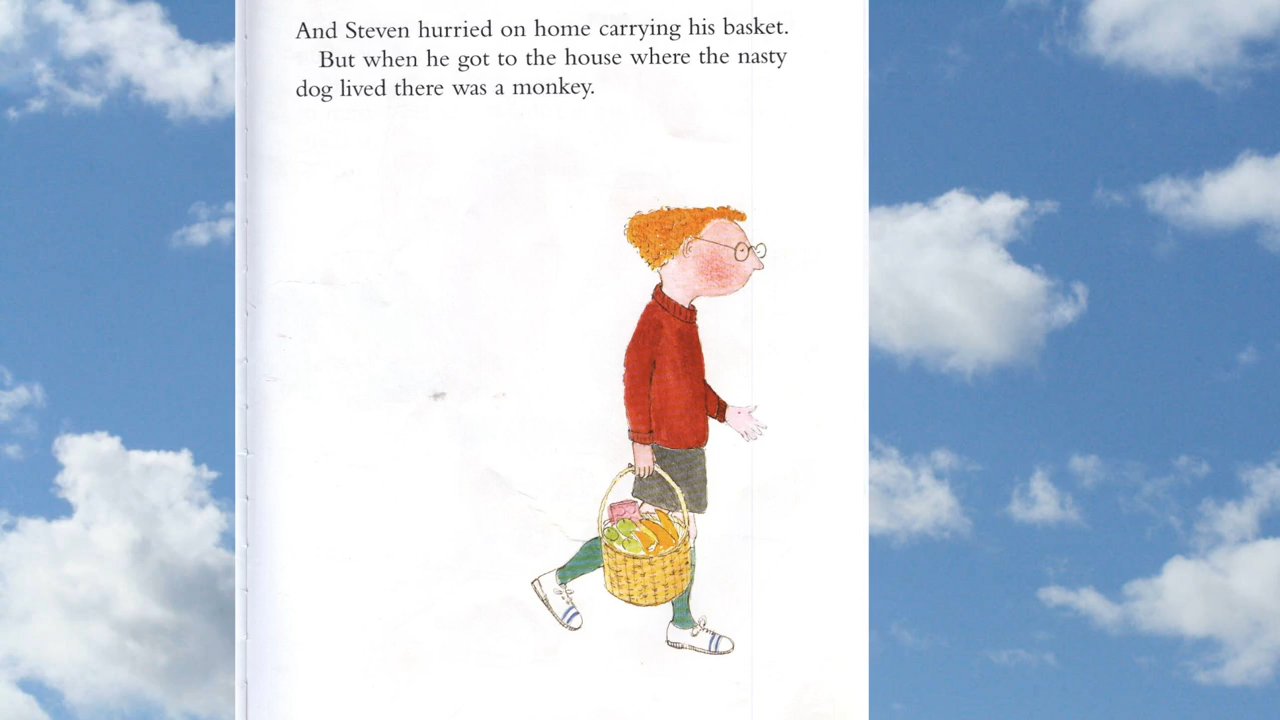 And Steven hurried on home carrying his basket.
But when he got to the house where the nasty
dog lived there was a monkey.